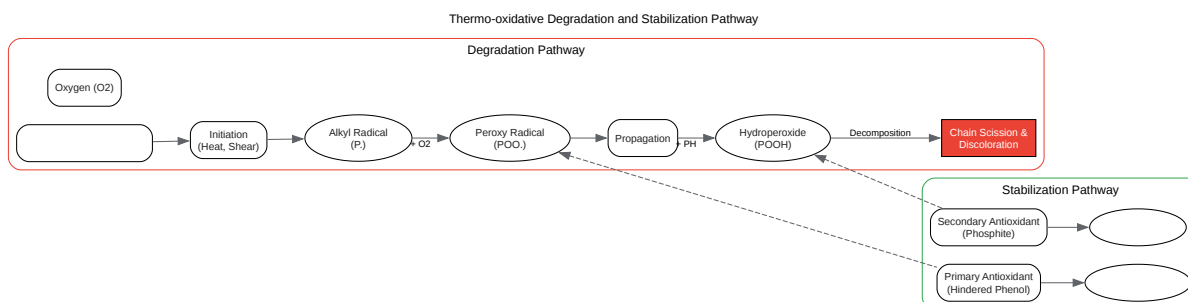 Thermo-oxidative Degradation and Stabilization Pathway
Degradation Pathway
Oxygen (O2)
Initiation
(Heat, Shear)
Alkyl Radical
(P.)
+ O2
Peroxy Radical
(POO.)
Propagation
+ PH
Hydroperoxide
(POOH)
Decomposition
Chain Scission &
Discoloration
Stabilization Pathway
Secondary Antioxidant
(Phosphite)
Primary Antioxidant
(Hindered Phenol)